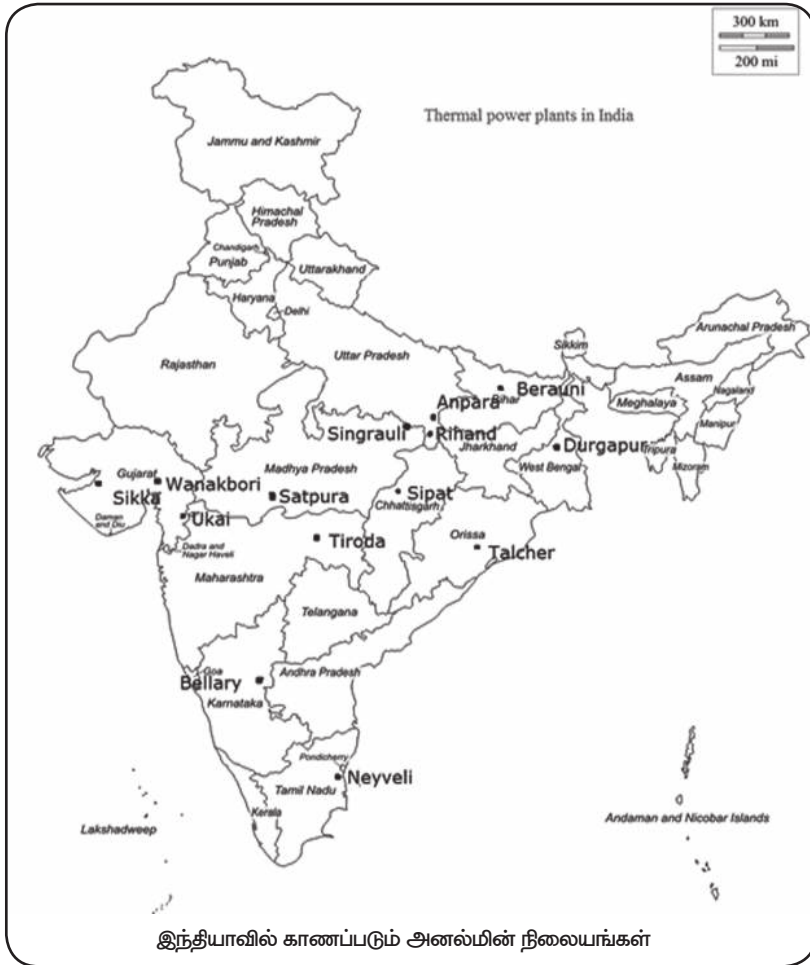 300 km
200 mi
Thermal power plants in India
Jammu and Kashmir
Himachal
Pradesh
Chandigarh
Punjab
Uttarakhand
Haryana
Delhi
Arunachal Pradesh
Sikkim
Rajasthan
Uttar Pradesh
Assam
Nagaland
Berauni
Bihar
Meghalaya
Anpara
Manipur
Singrauli
Rihand
Jharkhand
Durgapur
Tripura
Gujarat
Wanakbori
Madhya Pradesh
West Bengal
Mizoram
Sikka
Satpura
Sipat
Chhattisgarh
Daman
and Diu
Ukai
Orissa
Dadra and
Nagar Haveli
Tiroda
Talcher
Maharashtra
Telangana
Goa
Andhra Pradesh
Bellary
Karnataka
Pondicherry
Neyveli
Tamil Nadu
Kerala
Lakshadweep
Andaman and Nicobar Islands
இந்தியாவில் காணப்படும் அனல்மின் நிலையங்கள்